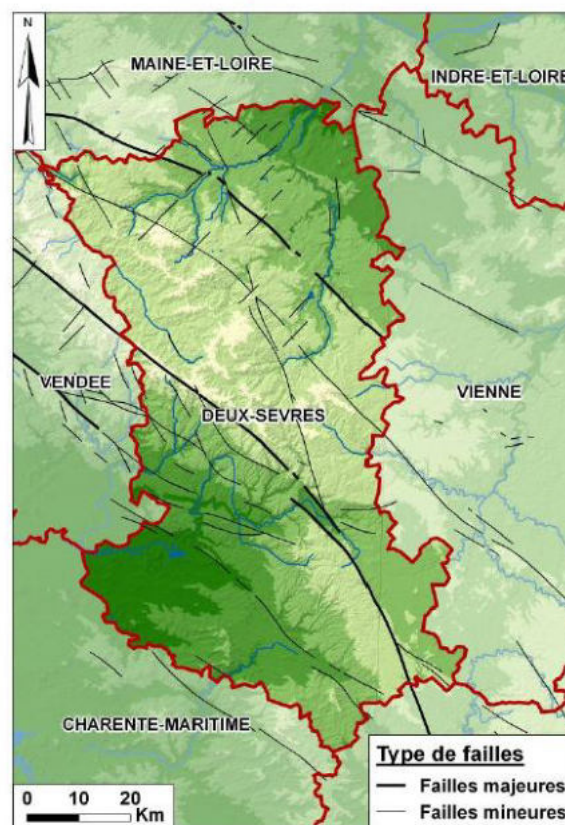 N
MAINE-ET-LOIRE
INDRE-ET-LOIRE
VENDEE
DEUX-SEVRES
VIENNE
CHARENTE-MARITIME
Type de failles
Failles majeures
Failles mineures
0 10 20
Km